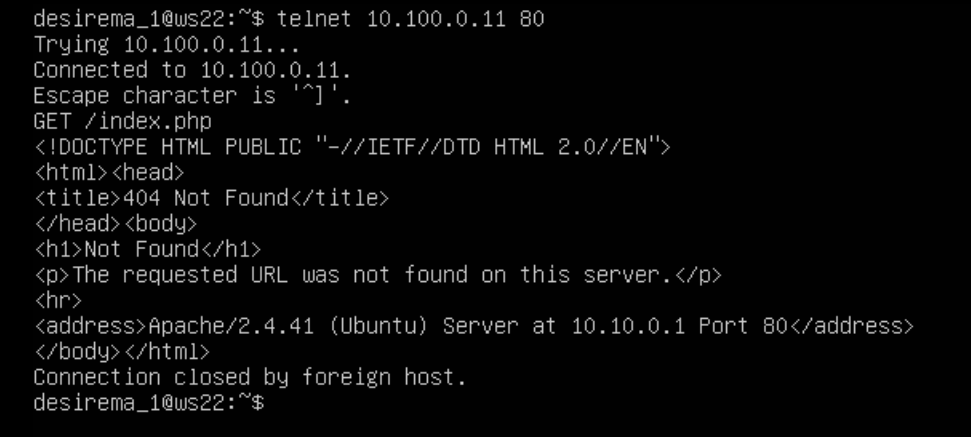 desirema_1@ws22:~$ telnet 10.100.0.11 80
Trying 10.100.0.11...
Connected to 10.100.0.11.
Escape character is '^]'.
GET /index.php
<!DOCTYPE HTML PUBLIC "-//IETF//DTD HTML 2.0//EN">
<html><head>
<title>404 Not Found</title>
</head><body>
<h1>Not Found</h1>
<p>The requested URL was not found on this server.</p>
<hr>
<address>Apache/2.4.41 (Ubuntu) Server at 10.10.0.1 Port 80</address>
</body></html>
Connection closed by foreign host.
desirema_1@ws22:~$